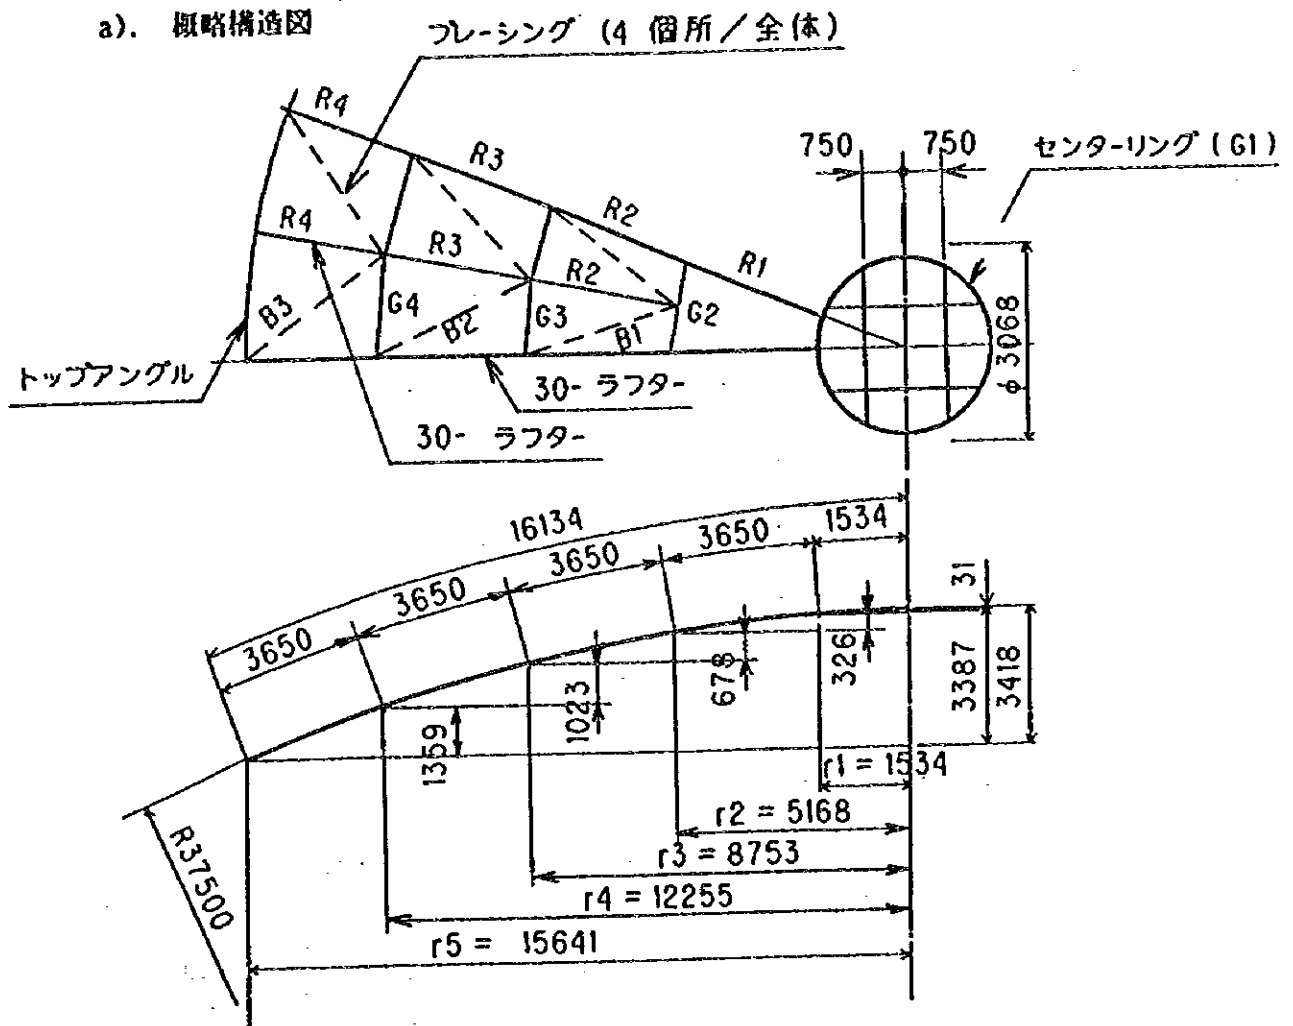 a). 概略構造図
ブレーシング (4 個所/全体)
R4
R3
R2
R1
750
750
センターリング (G1)
R4
R3
R2
B3
G4
B2
G3
B1
G2
φ3068
トップアングル
30- ラフター
30- ラフター
16134
1534
3650
3650
3650
3650
31
326
678
1023
1359
3387
3418
r1 = 1534
r2 = 5168
r3 = 8753
r4 = 12255
r5 = 15641
R37500